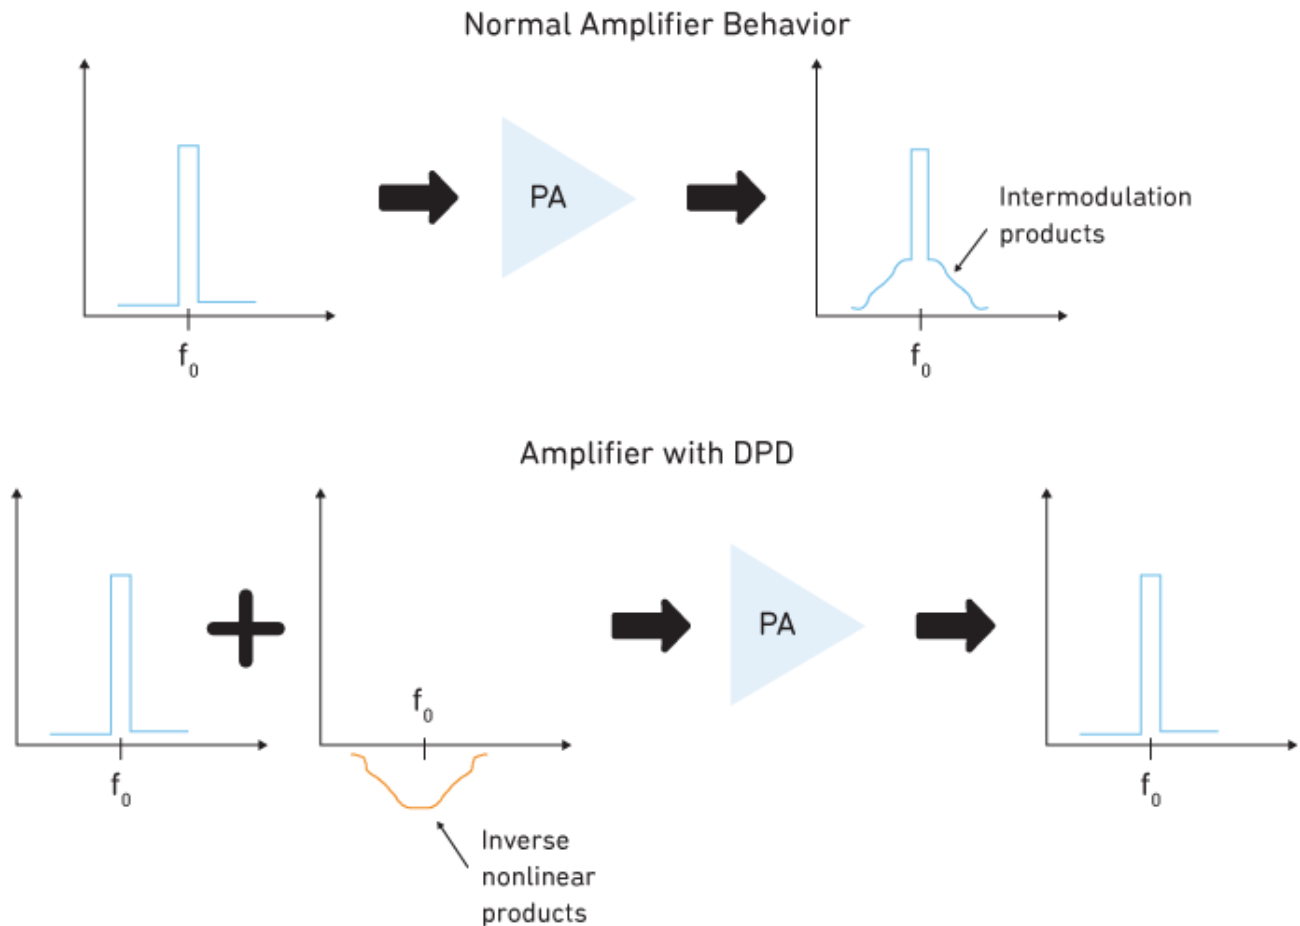 Normal Amplifier Behavior
PA
Intermodulation
products
f₀
f₀
Amplifier with DPD
PA
f₀
f₀
f₀
Inverse
nonlinear
products